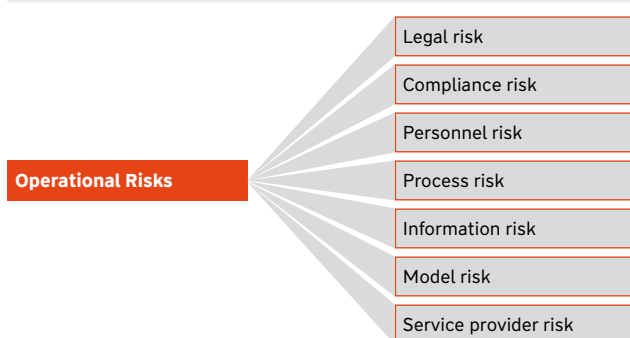 Operational Risks
Legal risk
Compliance risk
Personnel risk
Process risk
Information risk
Model risk
Service provider risk